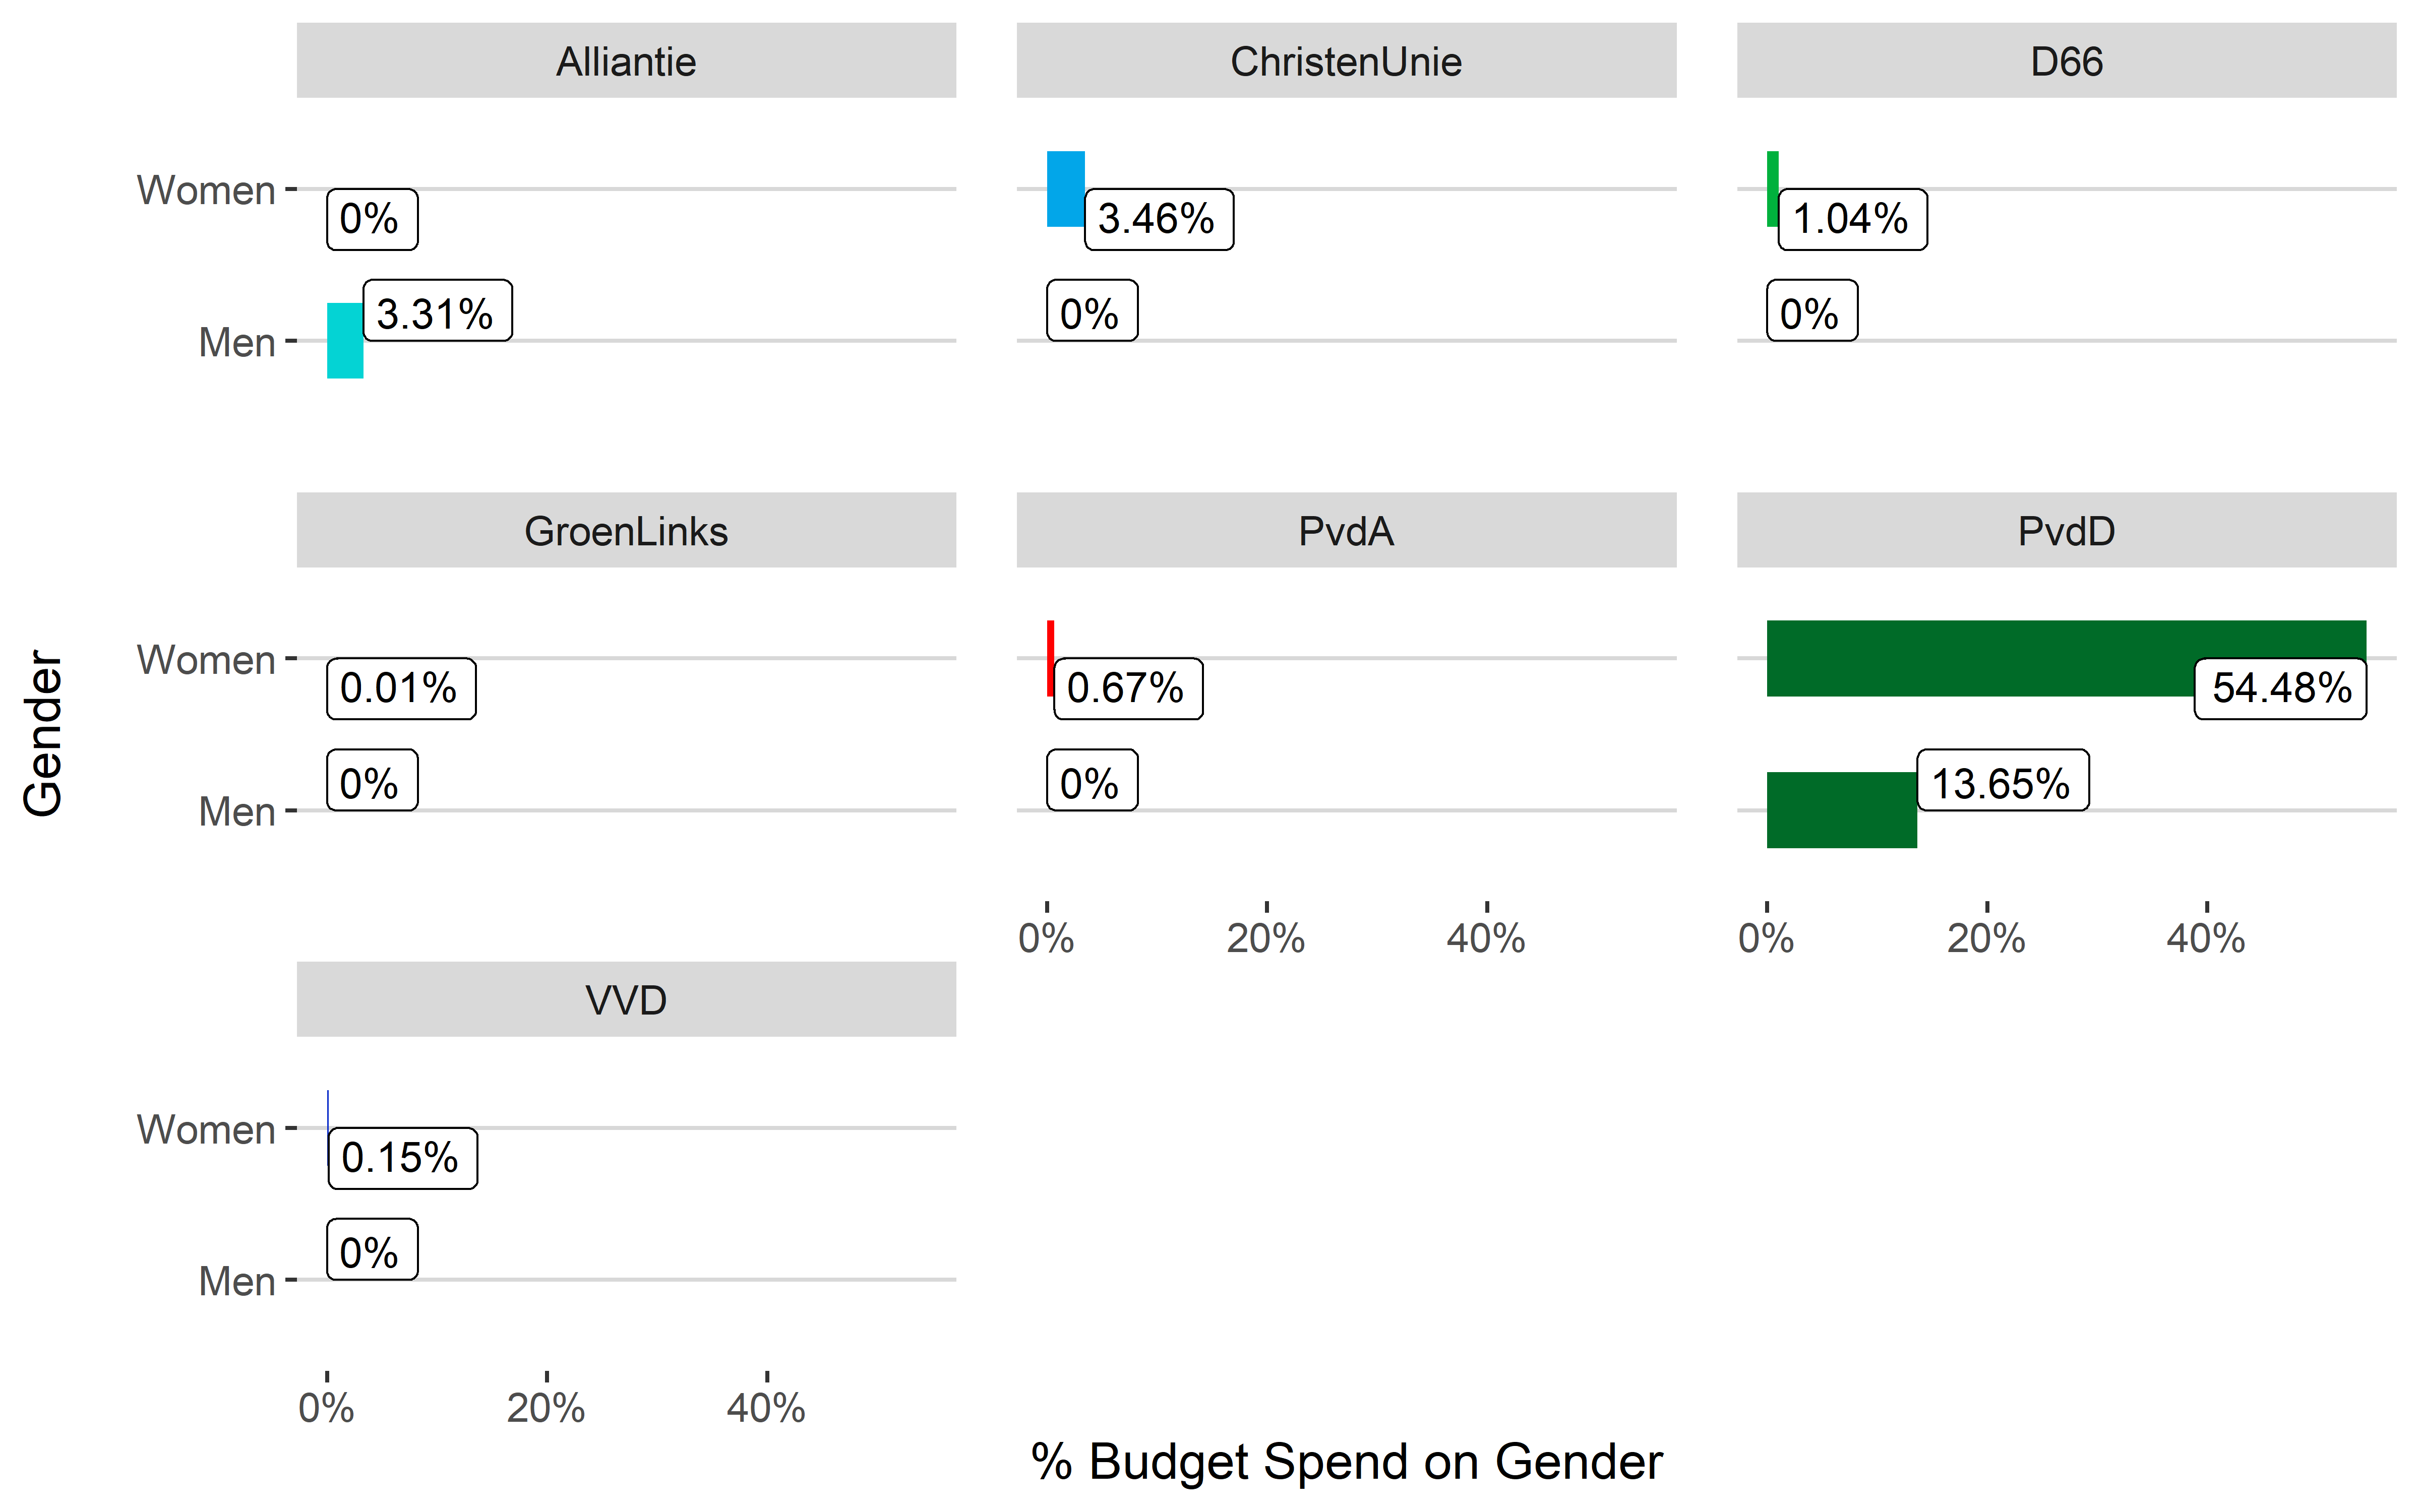 Alliantie
ChristenUnie
D66
Women
0%
3.46%
1.04%
Men
3.31%
0%
0%
GroenLinks
PvdA
PvdD
Women
0.01%
0.67%
54.48%
Men
0%
0%
13.65%
0% 20% 40%
0% 20% 40%
VVD
Women
0.15%
Men
0%
0% 20% 40%
Gender
% Budget Spend on Gender